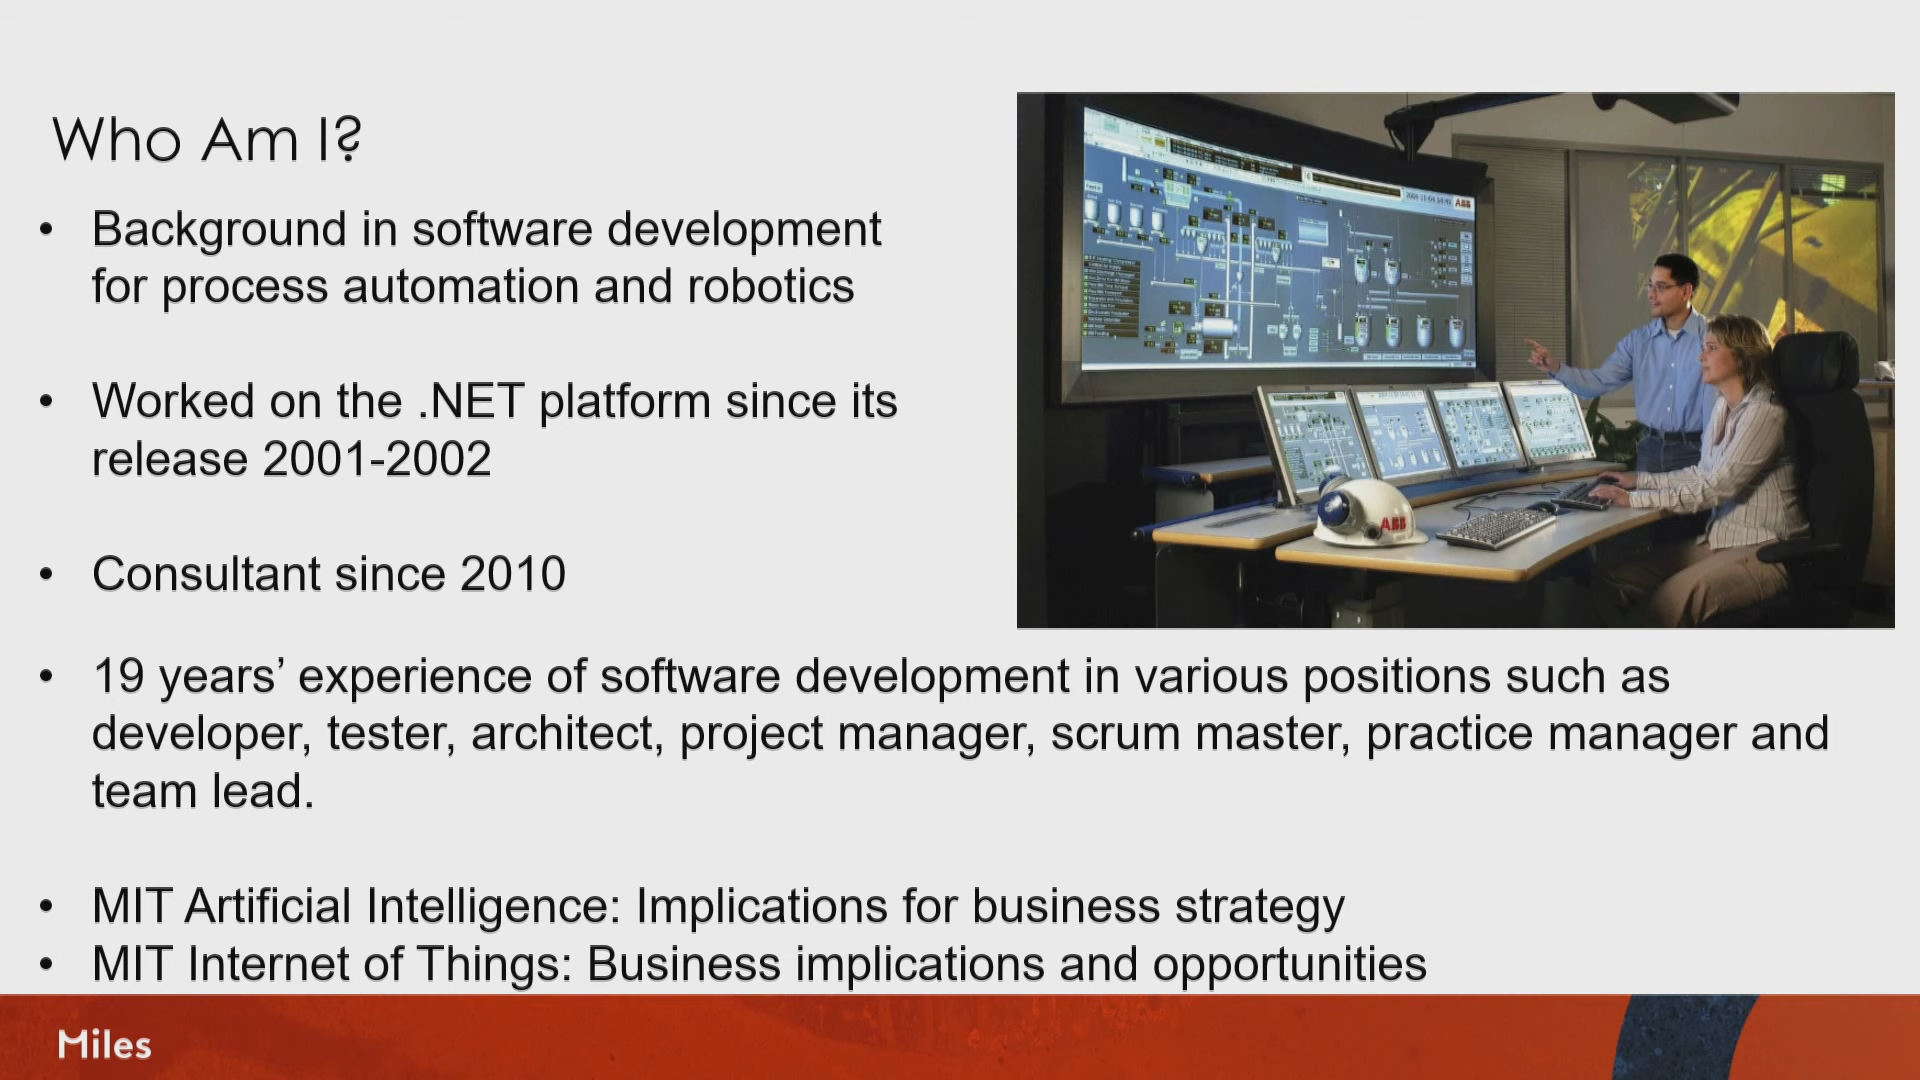 Who Am I?
• Background in software development
for process automation and robotics
• Worked on the .NET platform since its
release 2001-2002
• Consultant since 2010
• 19 years’ experience of software development in various positions such as
developer, tester, architect, project manager, scrum master, practice manager and
team lead.
• MIT Artificial Intelligence: Implications for business strategy
• MIT Internet of Things: Business implications and opportunities
ABB
ABB
Miles